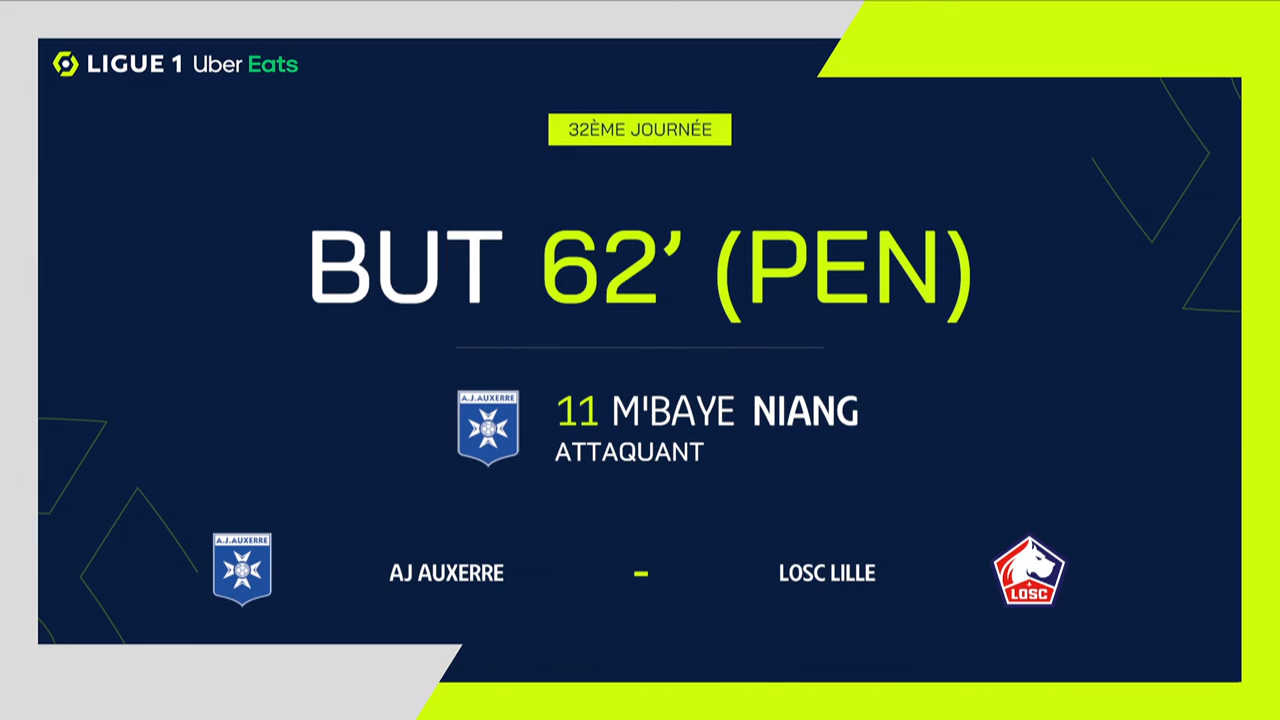 LIGUE 1 Uber Eats
32ÈME JOURNÉE
BUT 62’ (PEN)
A.J.AUXERRE
11 M'BAYE NIANG
ATTAQUANT
A.J.AUXERRE
AJ AUXERRE - LOSC LILLE
LOSC